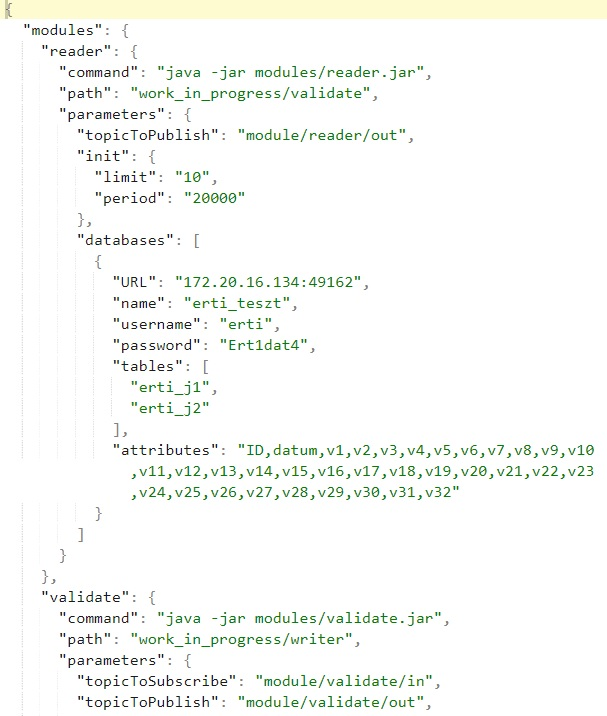 {
  "modules": {
    "reader": {
      "command": "java -jar modules/reader.jar",
      "path": "work_in_progress/validate",
      "parameters": {
        "topicToPublish": "module/reader/out",
        "init": {
          "limit": "10",
          "period": "20000"
        },
        "databases": [
          {
            "URL": "172.20.16.134:49162",
            "name": "erti_teszt",
            "username": "erti",
            "password": "Ert1dat4",
            "tables": [
              "erti_j1",
              "erti_j2"
            ],
            "attributes": "ID,datum,v1,v2,v3,v4,v5,v6,v7,v8,v9,v10
              ,v11,v12,v13,v14,v15,v16,v17,v18,v19,v20,v21,v22,v23
              ,v24,v25,v26,v27,v28,v29,v30,v31,v32"
          }
        ]
      }
    },
    "validate": {
      "command": "java -jar modules/validate.jar",
      "path": "work_in_progress/writer",
      "parameters": {
        "topicToSubscribe": "module/validate/in",
        "topicToPublish": "module/validate/out",